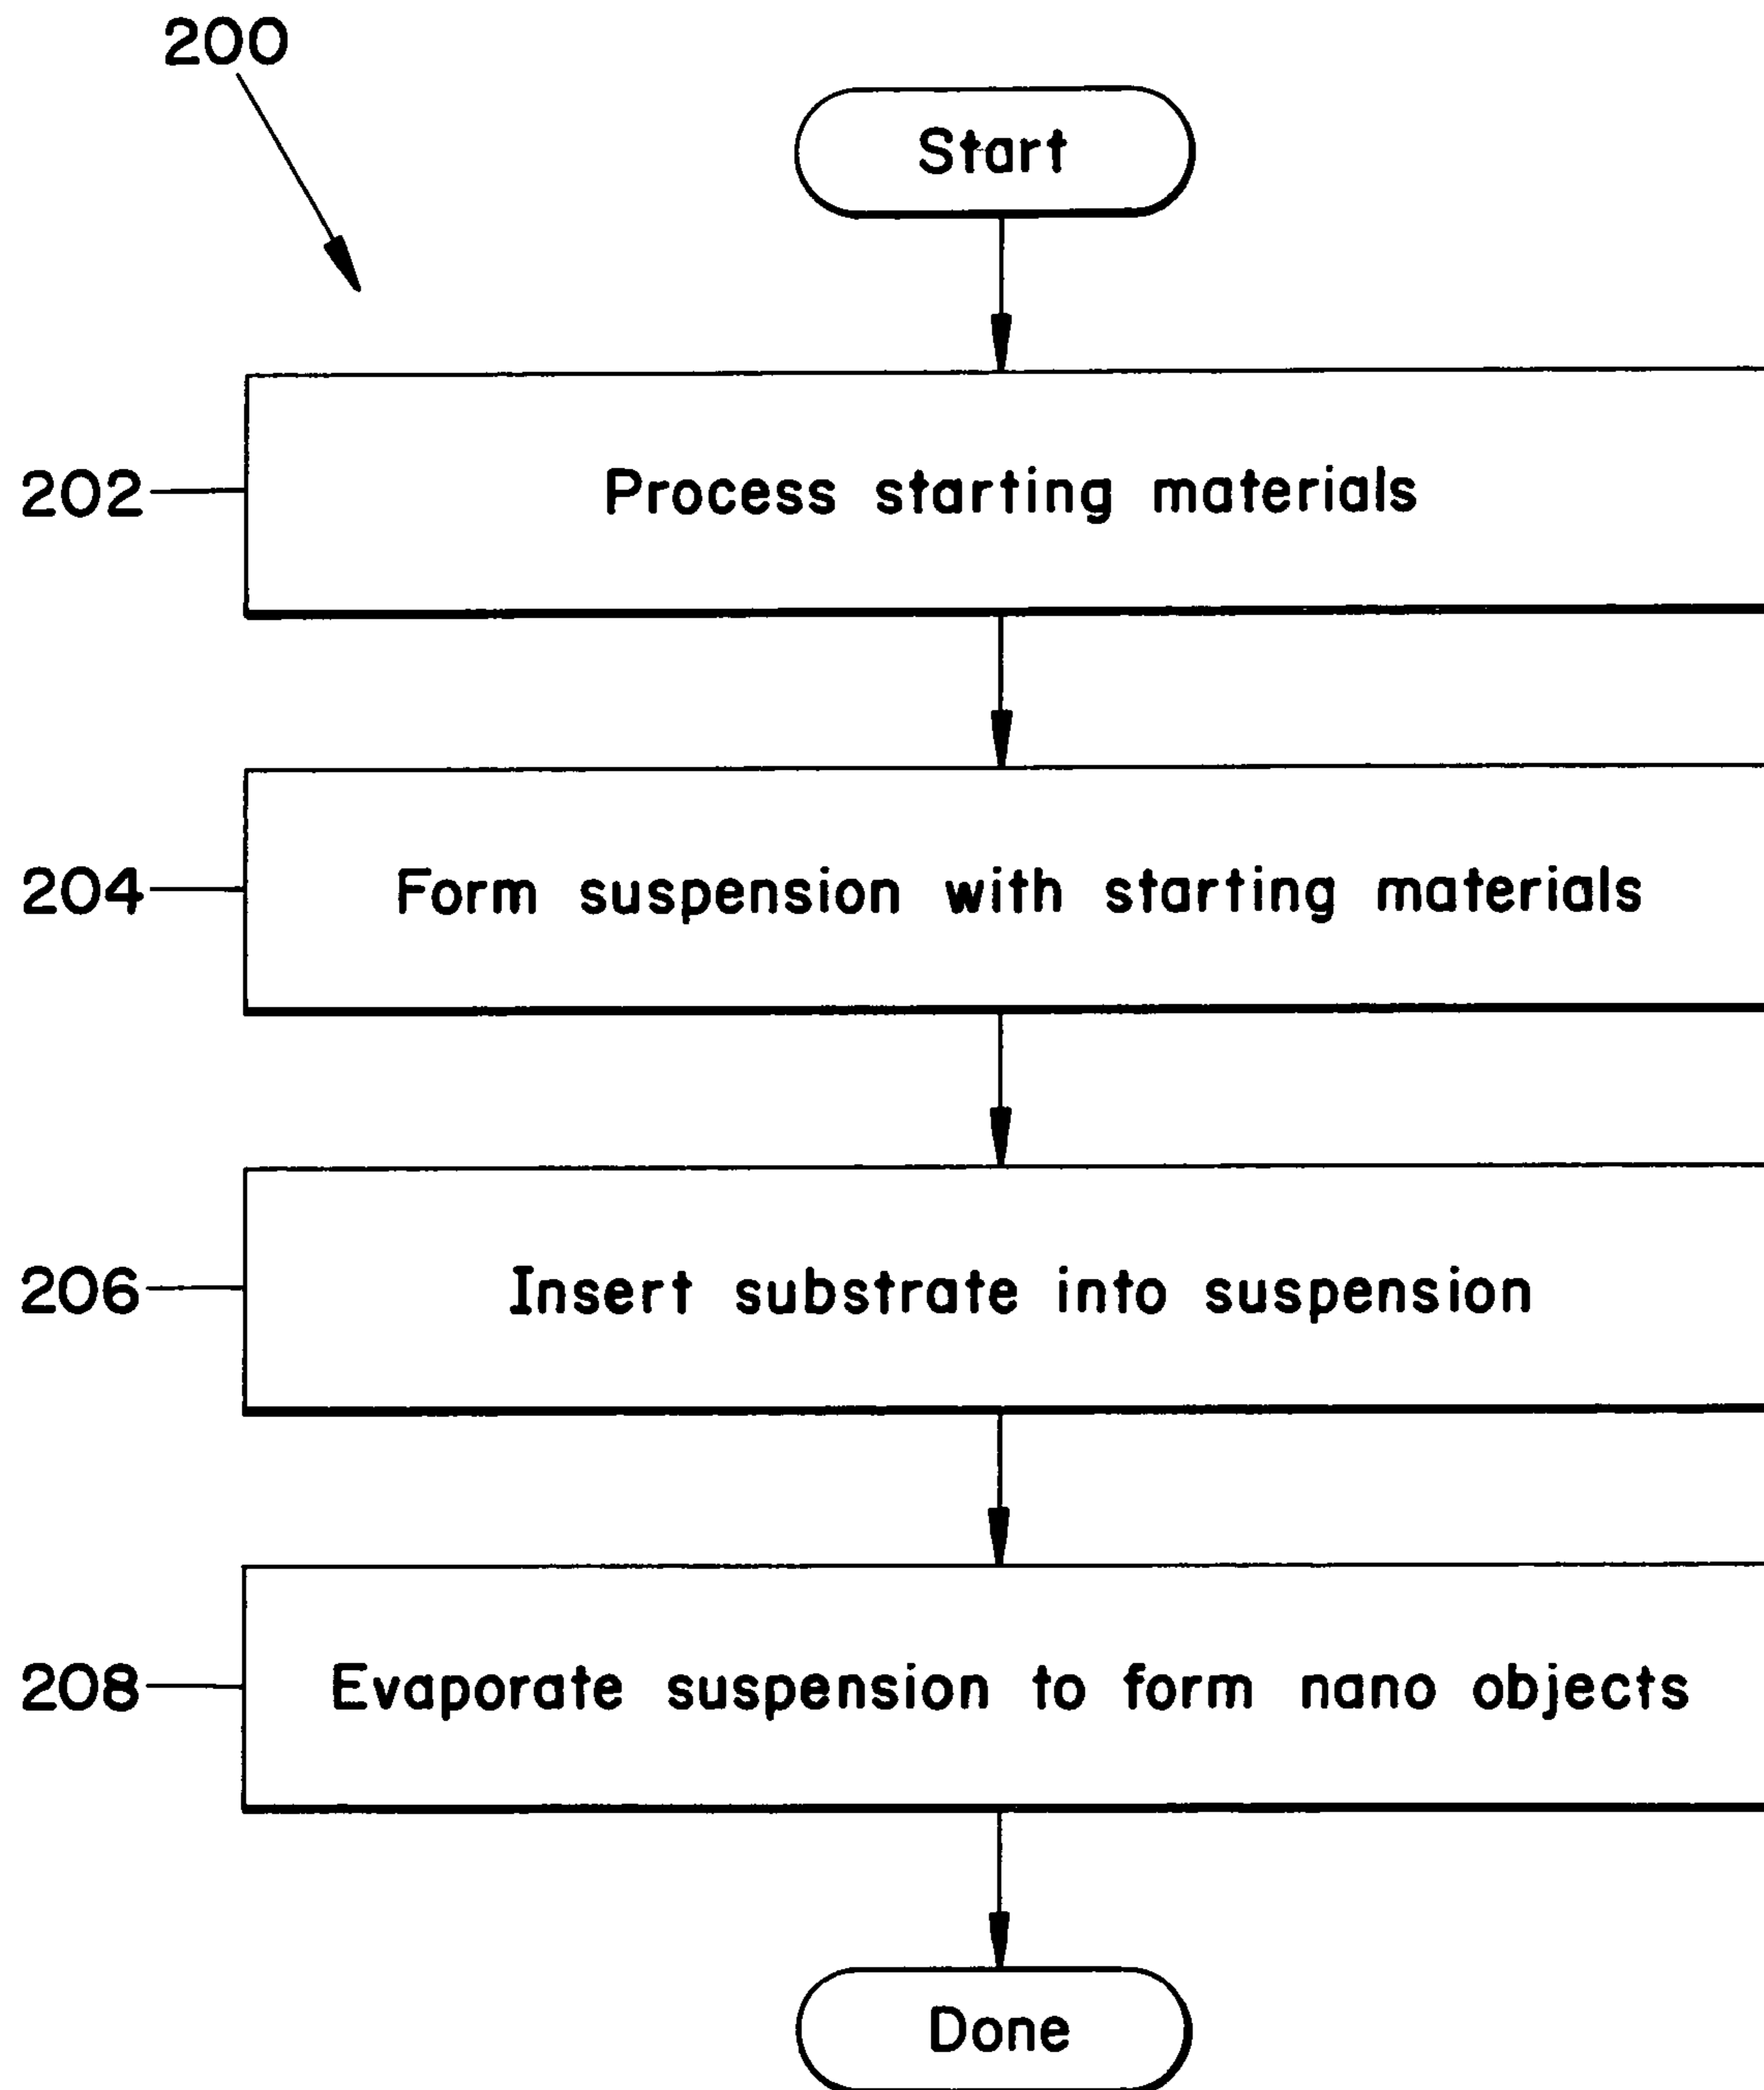 200
Start
202
Process starting materials
204
Form suspension with starting materials
206
Insert substrate into suspension
208
Evaporate suspension to form nano objects
Done